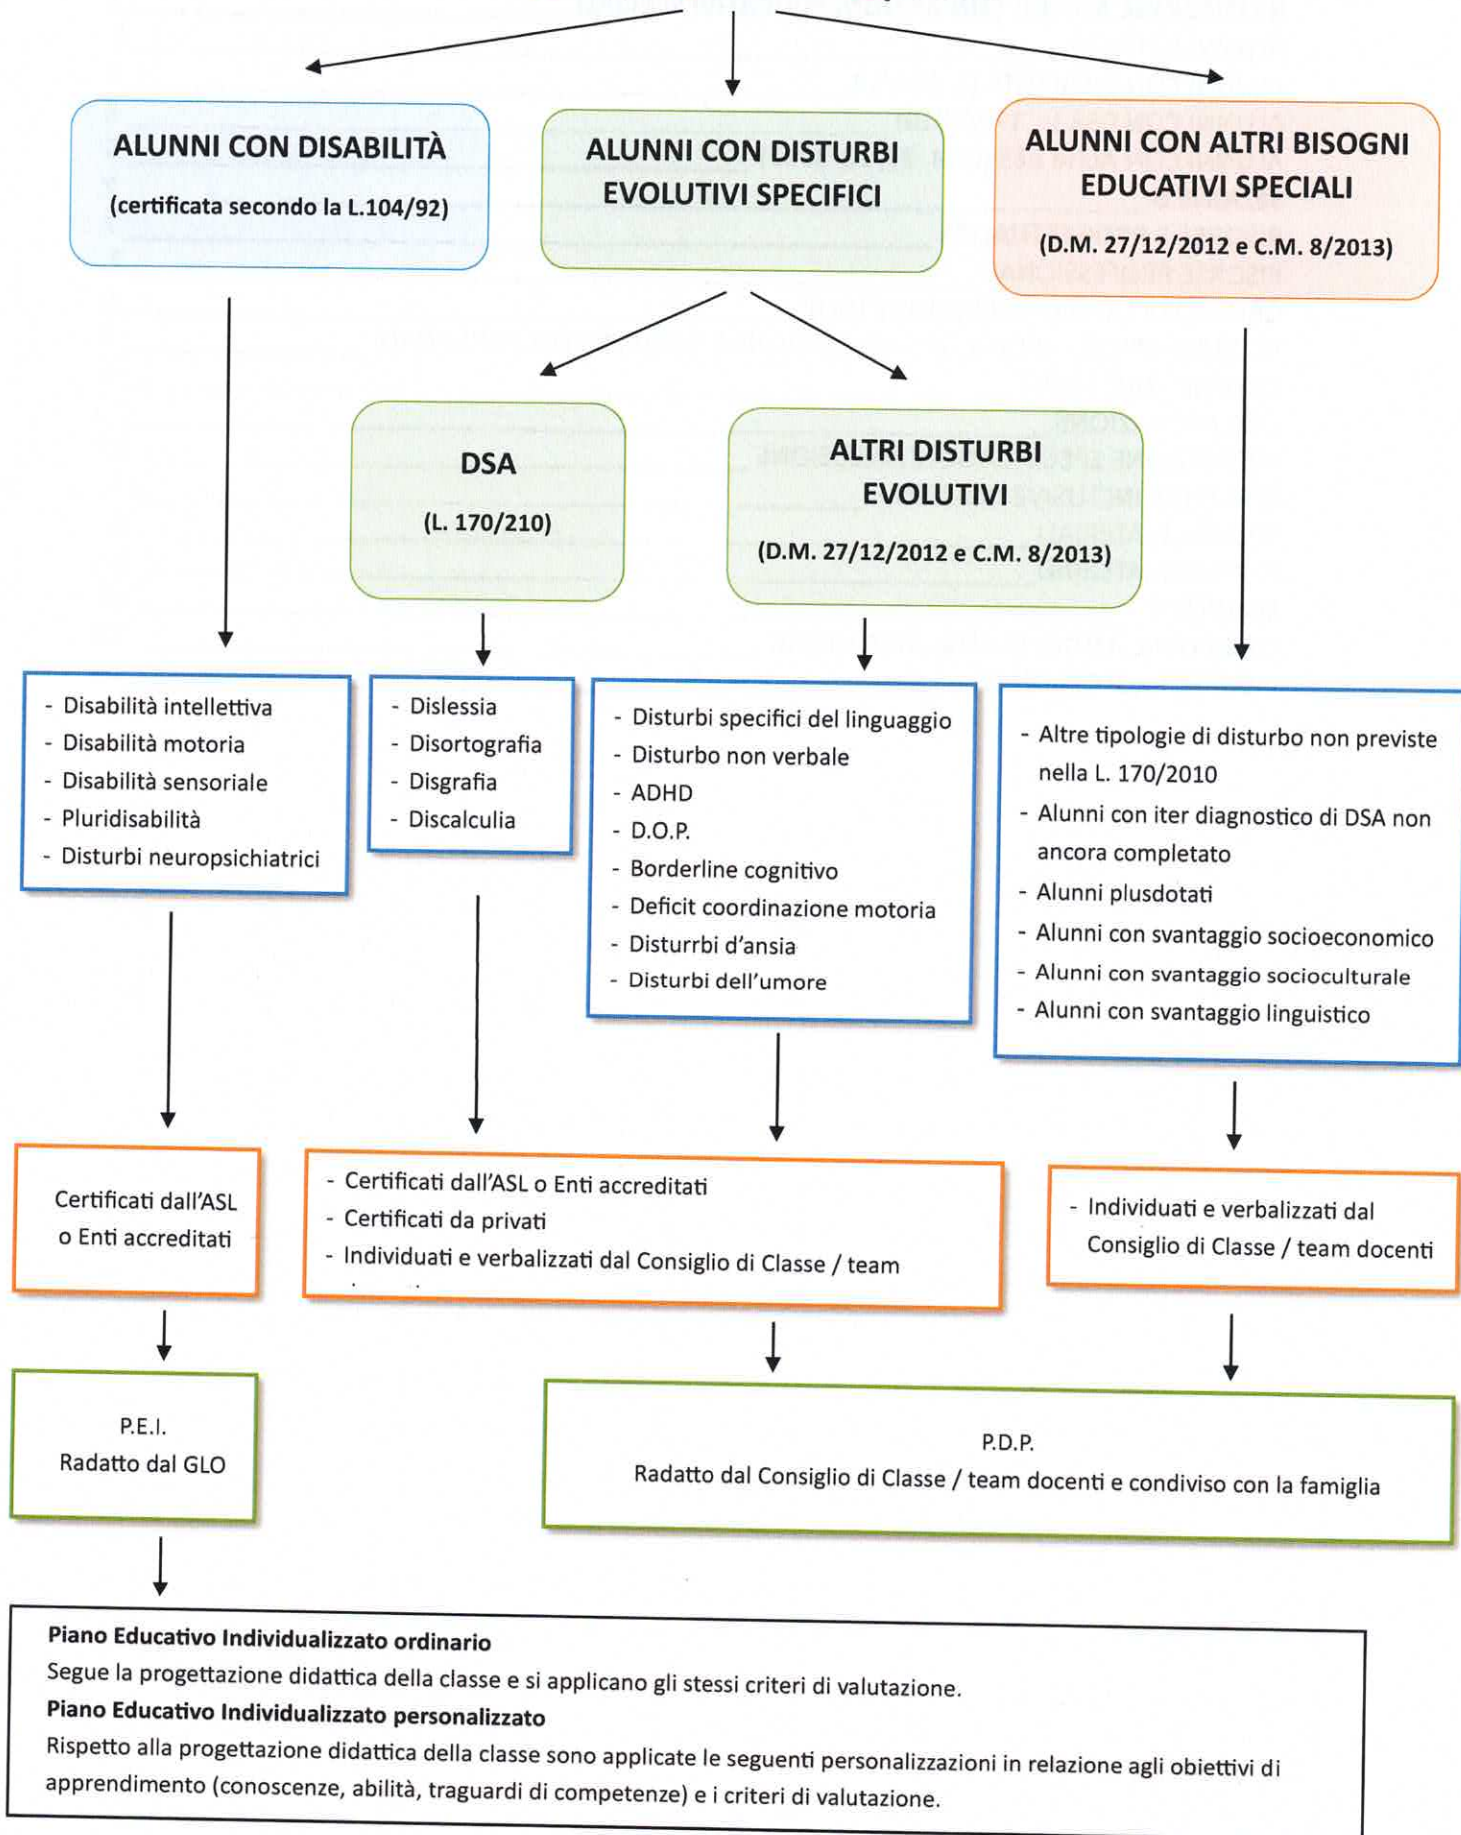 ALUNNI CON DISABILITÀ
(certificata secondo la L.104/92)
ALUNNI CON DISTURBI
EVOLUTIVI SPECIFICI
ALUNNI CON ALTRI BISOGNI
EDUCATIVI SPECIALI
(D.M. 27/12/2012 e C.M. 8/2013)
DSA
(L. 170/210)
ALTRI DISTURBI
EVOLUTIVI
(D.M. 27/12/2012 e C.M. 8/2013)
- Disabilità intellettiva
- Disabilità motoria
- Disabilità sensoriale
- Pluridisabilità
- Disturbi neuropsichiatrici
- Dislessia
- Disortografia
- Disgrafia
- Discalculia
- Disturbi specifici del linguaggio
- Disturbo non verbale
- ADHD
- D.O.P.
- Borderline cognitivo
- Deficit coordinazione motoria
- Disturrbi d'ansia
- Disturbi dell'umore
- Altre tipologie di disturbo non previste
nella L. 170/2010
- Alunni con iter diagnostico di DSA non
ancora completato
- Alunni plusdotati
- Alunni con svantaggio socioeconomico
- Alunni con svantaggio socioculturale
- Alunni con svantaggio linguistico
Certificati dall'ASL
o Enti accreditati
- Certificati dall'ASL o Enti accreditati
- Certificati da privati
- Individuati e verbalizzati dal Consiglio di Classe / team
- Individuati e verbalizzati dal
Consiglio di Classe / team docenti
P.E.I.
Radatto dal GLO
P.D.P.
Radatto dal Consiglio di Classe / team docenti e condiviso con la famiglia
Piano Educativo Individualizzato ordinario
Segue la progettazione didattica della classe e si applicano gli stessi criteri di valutazione.
Piano Educativo Individualizzato personalizzato
Rispetto alla progettazione didattica della classe sono applicate le seguenti personalizzazioni in relazione agli obiettivi di
apprendimento (conoscenze, abilità, traguardi di competenze) e i criteri di valutazione.